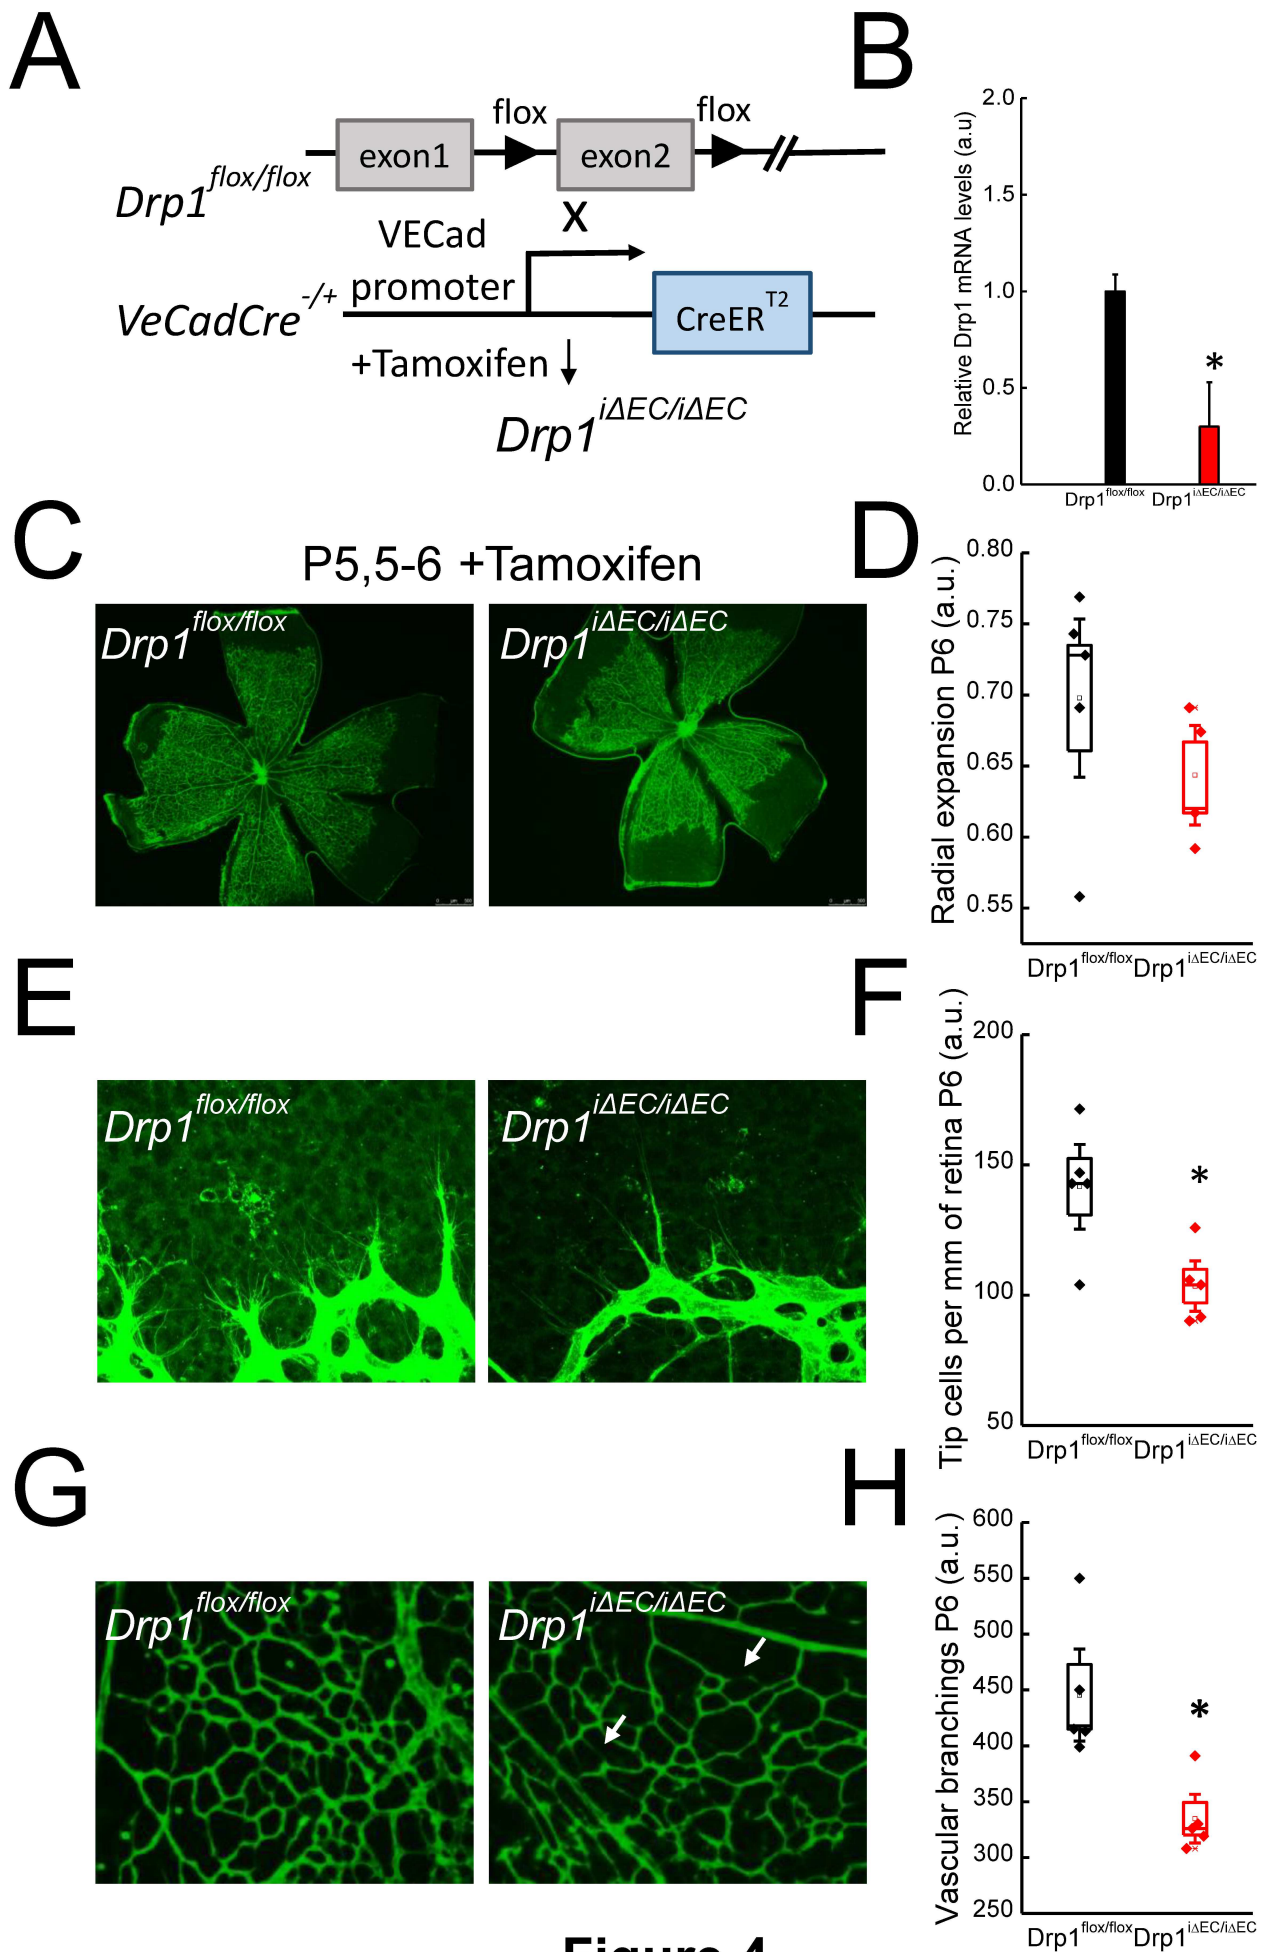 A
flox flox
exon1 exon2
Drp1flox/flox
X
VECad
promoter
VeCadCre-/+
CreERT2
+Tamoxifen
Drp1iΔEC/iΔEC
B
Relative Drp1 mRNA levels (a.u)
2.0
1.5
1.0
0.5
0.0
*
Drp1flox/flox Drp1iΔEC/iΔEC
C
P5,5-6 +Tamoxifen
Drp1flox/flox
Drp1iΔEC/iΔEC
D
Radial expansion P6 (a.u.)
0.80
0.75
0.70
0.65
0.60
0.55
Drp1flox/flox Drp1iΔEC/iΔEC
E
Drp1flox/flox
Drp1iΔEC/iΔEC
F
Tip cells per mm of retina P6 (a.u.)
200
150
100
50
*
Drp1flox/flox Drp1iΔEC/iΔEC
G
Drp1flox/flox
Drp1iΔEC/iΔEC
H
Vascular branchings P6 (a.u.)
600
550
500
450
400
350
300
250
*
Drp1flox/flox Drp1iΔEC/iΔEC
Figure 4